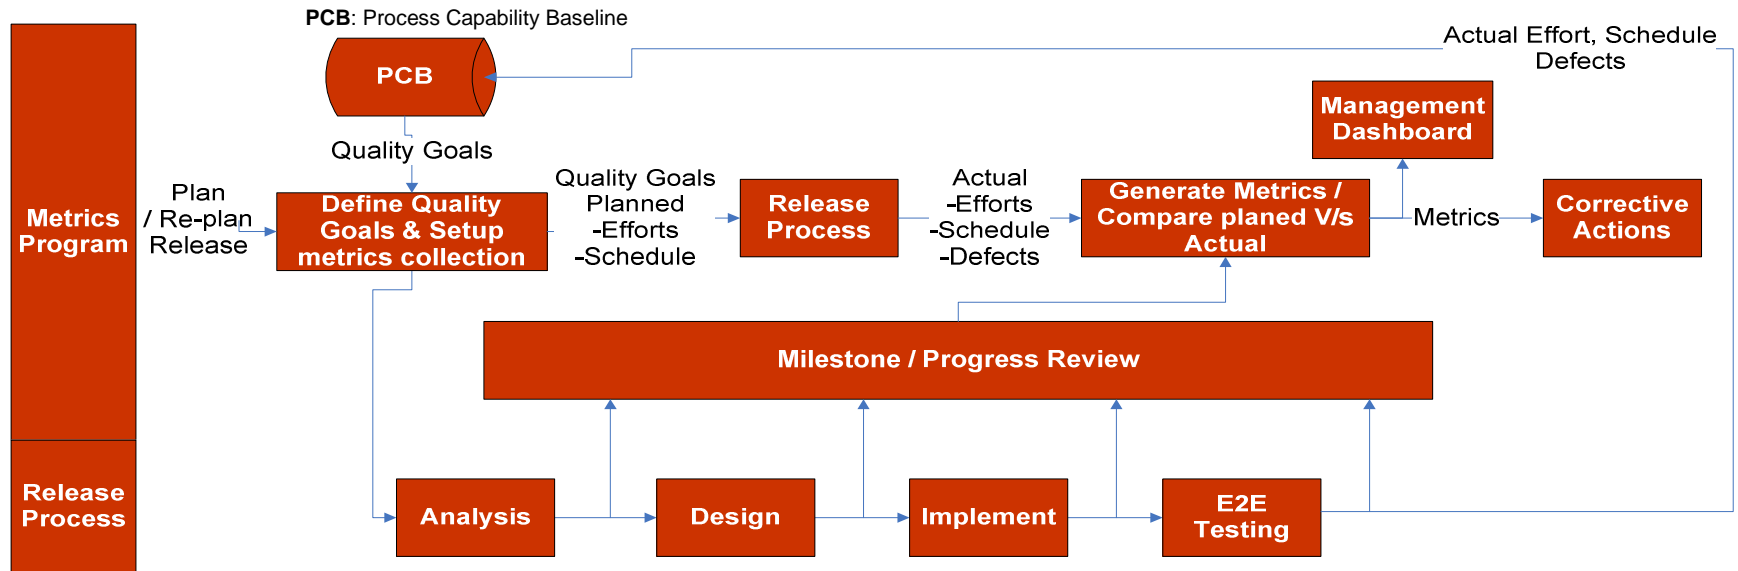 PCB: Process Capability Baseline
PCB
Actual Effort, Schedule
Defects
Management
Dashboard
Quality Goals
Metrics
Program
Plan
/ Re-plan
Release
Define Quality
Goals & Setup
metrics collection
Quality Goals
Planned
-Efforts
-Schedule
Release
Process
Actual
-Efforts
-Schedule
-Defects
Generate Metrics /
Compare planed V/s
Actual
Metrics
Corrective
Actions
Milestone / Progress Review
Release
Process
Analysis
Design
Implement
E2E
Testing